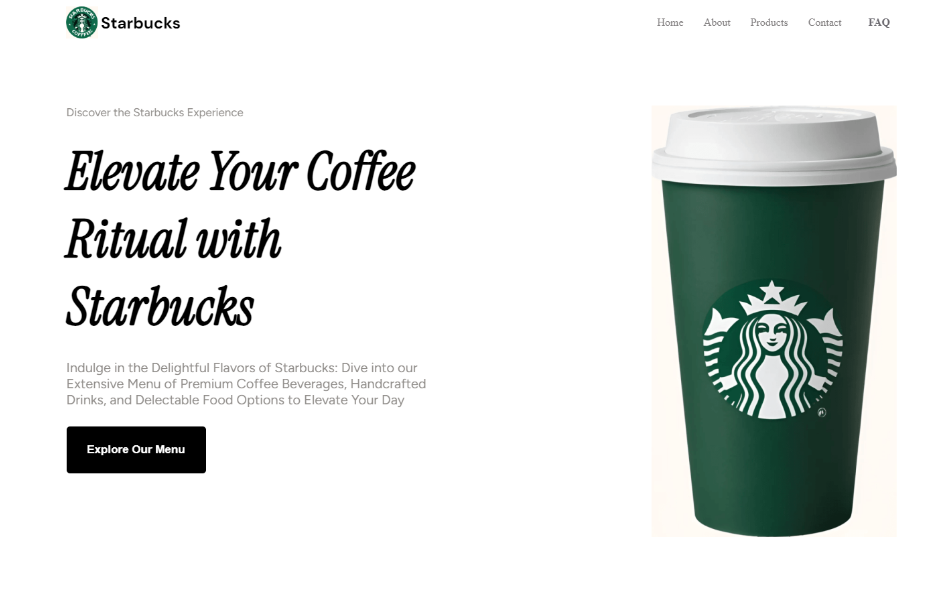 STARBUCKS
COFFEE
Starbucks
Home
About
Products
Contact
FAQ
Discover the Starbucks Experience
Elevate Your Coffee
Ritual with
Starbucks
Indulge in the Delightful Flavors of Starbucks: Dive into our
Extensive Menu of Premium Coffee Beverages, Handcrafted
Drinks, and Delectable Food Options to Elevate Your Day
Explore Our Menu